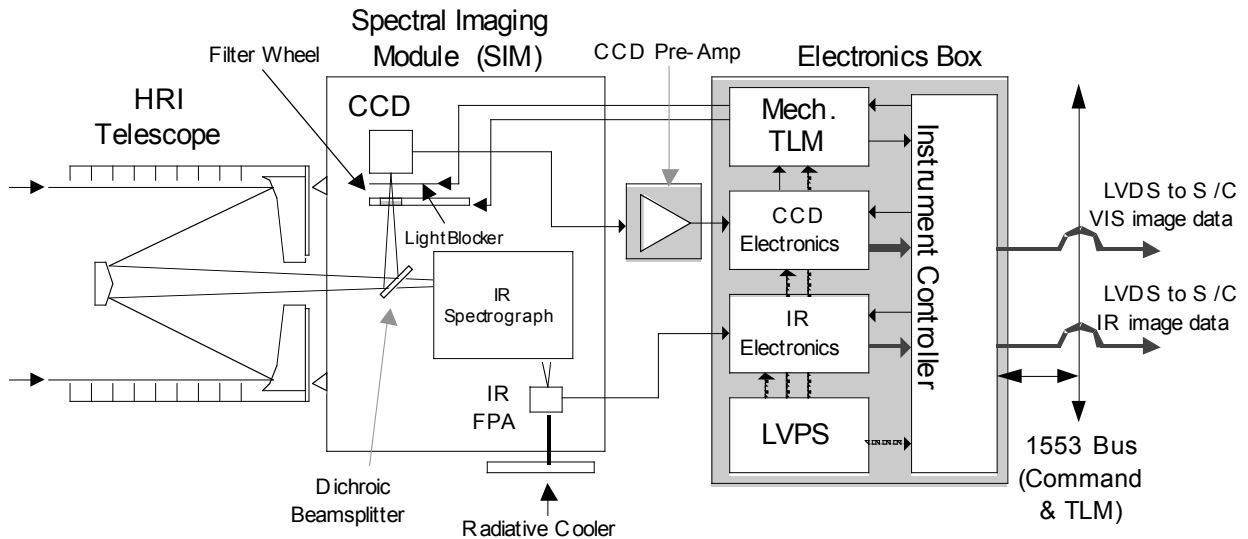 Spectral Imaging
Module (SIM)
Filter Wheel
CCD Pre-Amp
Electronics Box
HRI
Telescope
CCD
Mech.
TLM
Instrument Controller
LVDS to S/C
VIS image data
CCD
Electronics
LightBlocker
IR
Spectrograph
LVDS to S/C
IR image data
IR
Electronics
IR
FPA
LVPS
1553 Bus
(Command
& TLM)
Dichroic
Beamsplitter
Radiative Cooler